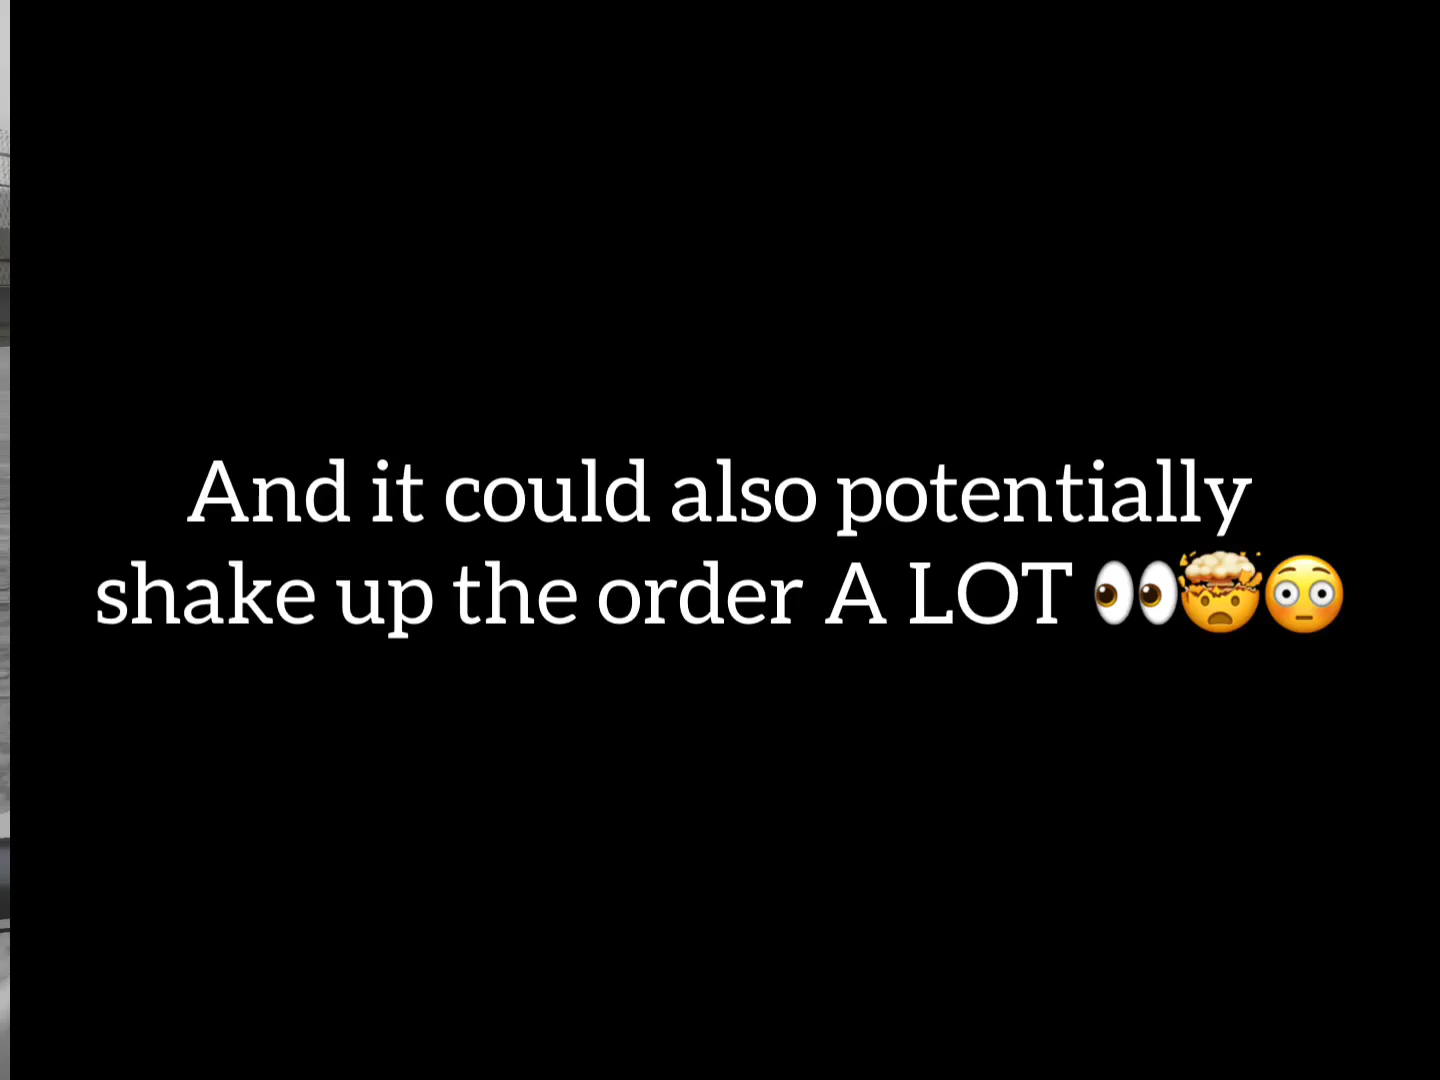 And it could also potentially
shake up the order A LOT 👀🤯😳